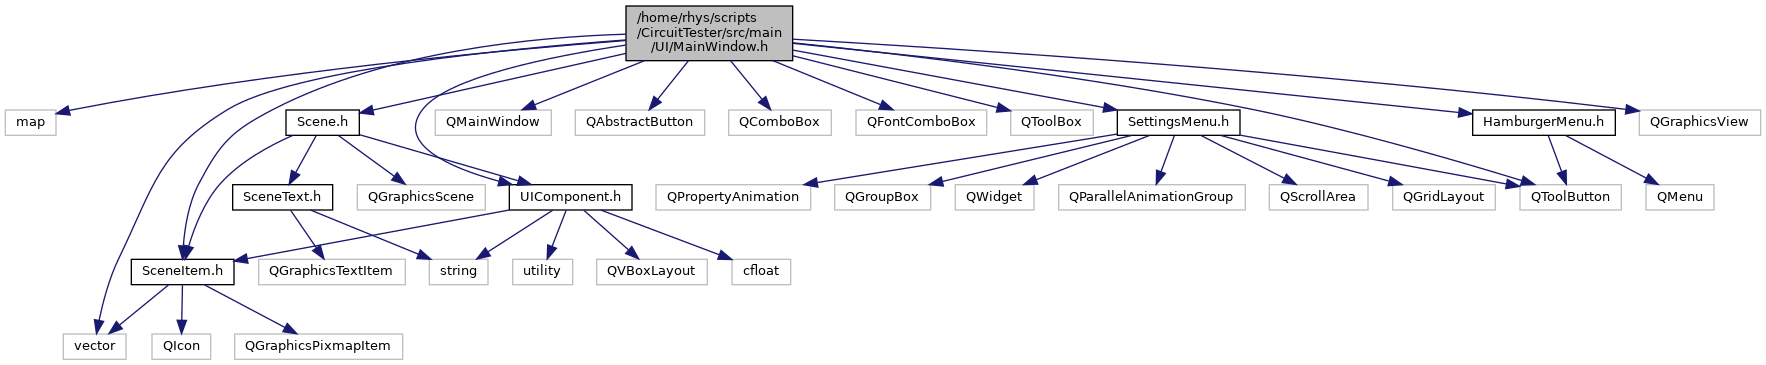 /home/rhys/scripts
/CircuitTester/src/main
/UI/MainWindow.h
map
Scene.h
QMainWindow
QAbstractButton
QComboBox
QFontComboBox
QToolBox
SettingsMenu.h
HamburgerMenu.h
QGraphicsView
SceneText.h
QGraphicsScene
UIComponent.h
QPropertyAnimation
QGroupBox
QWidget
QParallelAnimationGroup
QScrollArea
QGridLayout
QToolButton
QMenu
SceneItem.h
QGraphicsTextItem
string
utility
QVBoxLayout
cfloat
vector
QIcon
QGraphicsPixmapItem